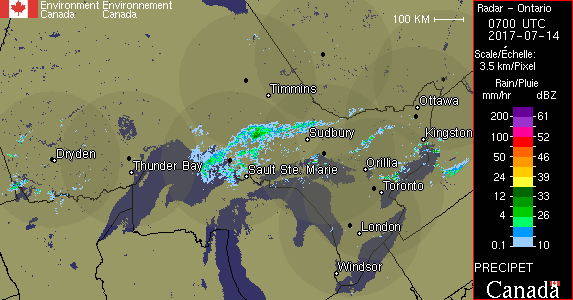 Environment Environnement
Canada Canada
100 KM
Timmins
Ottawa
Sudbury
Kingston
Dryden
Thunder Bay
Sault Ste. Marie
Orillia
Toronto
London
Windsor
Radar - Ontario
0700 UTC
2017-07-14
Scale/Échelle:
3.5 km/Pixel
Rain/Pluie
mm/hr dBZ
200 61
100 52
50 46
24 39
12 33
4 26
0.1 10
PRECIPET
Canada